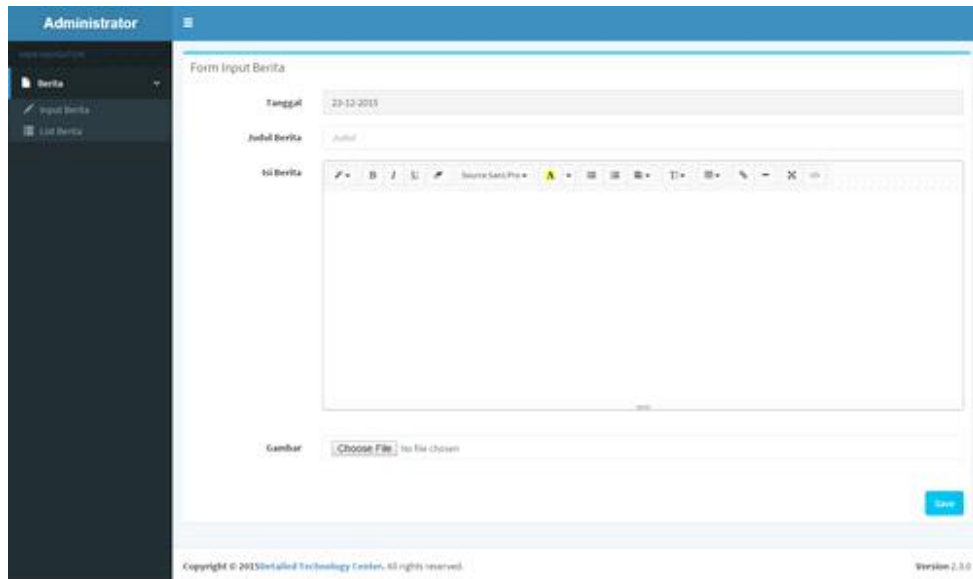 Administrator
Berita
Input Berita
List Berita
Form Input Berita
Tanggal
23-12-2015
Judul Berita
Judul
Isi Berita
B I U Source Sans Pro A
Gambar
Choose File No file chosen
Save
Copyright © 2015Detailed Technology Center. All rights reserved.
Version 2.3.0